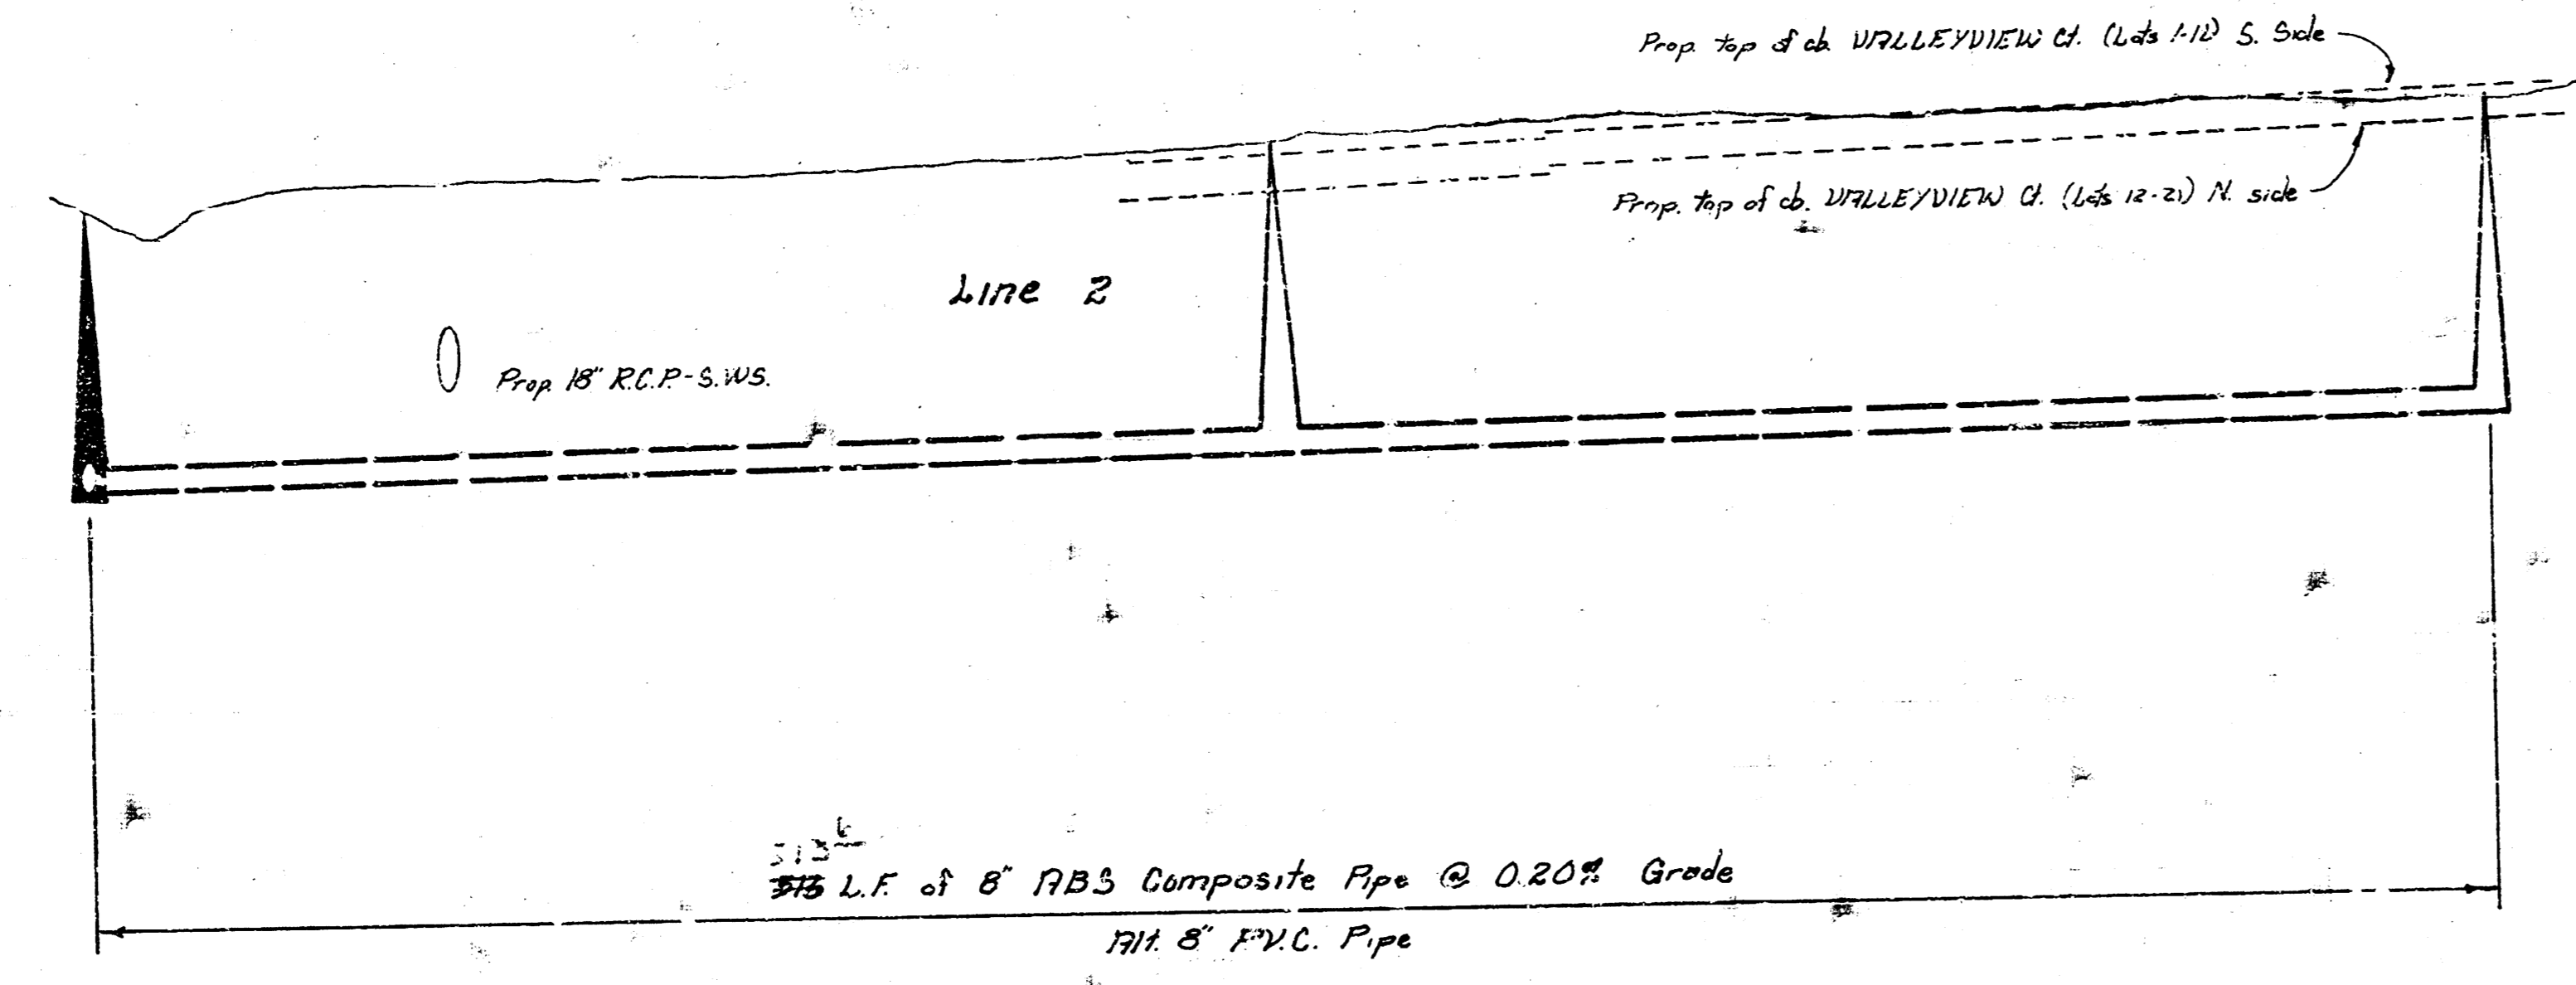 Prop. top of cb. VALLEYVIEW Ct. (Lots 1-11) S. Side
Prop. top of cb. VALLEYVIEW Ct. (Lots 12-21) N. side
Line 2
Prop. 18" R.C.P.-S.W.S.
513
L.F. of 8" ABS Composite Pipe @ 0.20% Grade
Alt. 8" P.V.C. Pipe